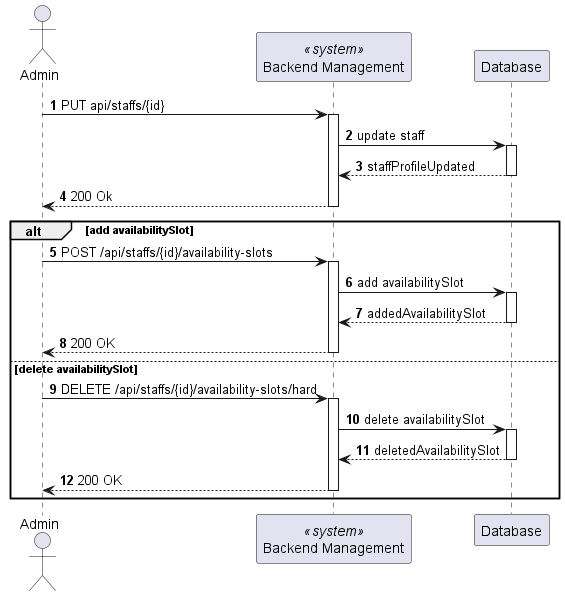 Admin
« system»
Backend Management
Database
1 PUT api/staffs/{id}
2 update staff
3 staffProfileUpdated
4 200 Ok
alt [add availabilitySlot]
5 POST /api/staffs/{id}/availability-slots
6 add availabilitySlot
7 addedAvailabilitySlot
8 200 OK
[delete availabilitySlot]
9 DELETE /api/staffs/{id}/availability-slots/hard
10 delete availabilitySlot
11 deletedAvailabilitySlot
12 200 OK
Admin
« system»
Backend Management
Database